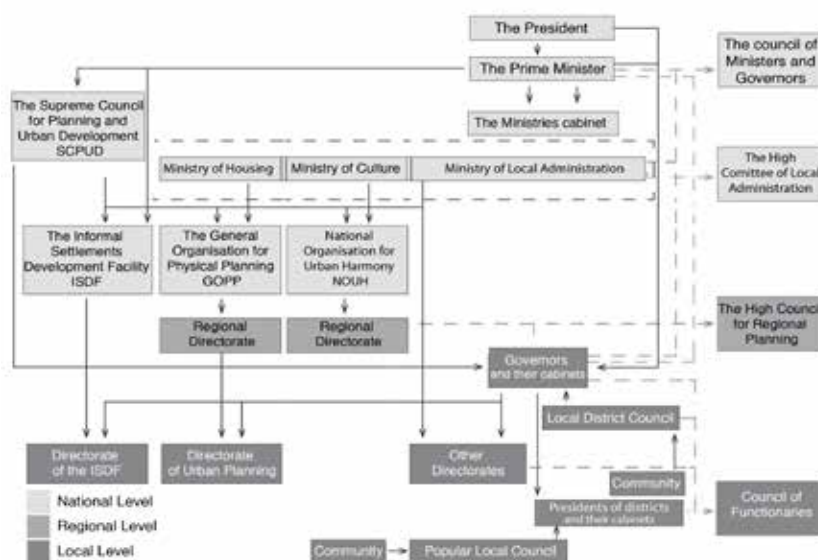 The President
The Prime Minister
The council of
Ministers and
Governors
The Supreme Council
for Planning and
Urban Development
SCPUD
The Ministries cabinet
Ministry of Housing
Ministry of Culture
Ministry of Local Administration
The High
Comittee of Local
Administration
The Informal
Settlements
Development Facility
ISDF
The General
Organisation for
Physical Planning
GOPP
National
Organisation for
Urban Harmony
NOUH
Regional
Directorate
Regional
Directorate
The High Council
for Regional
Planning
Governors
and their cabinets
Local District Council
Directorate
of the ISDF
Directorate
of Urban Planning
Other
Directorates
Community
Council of
Functionaries
Presidents of districts
and their cabinets
Community
Popular Local Council
National Level
Regional Level
Local Level